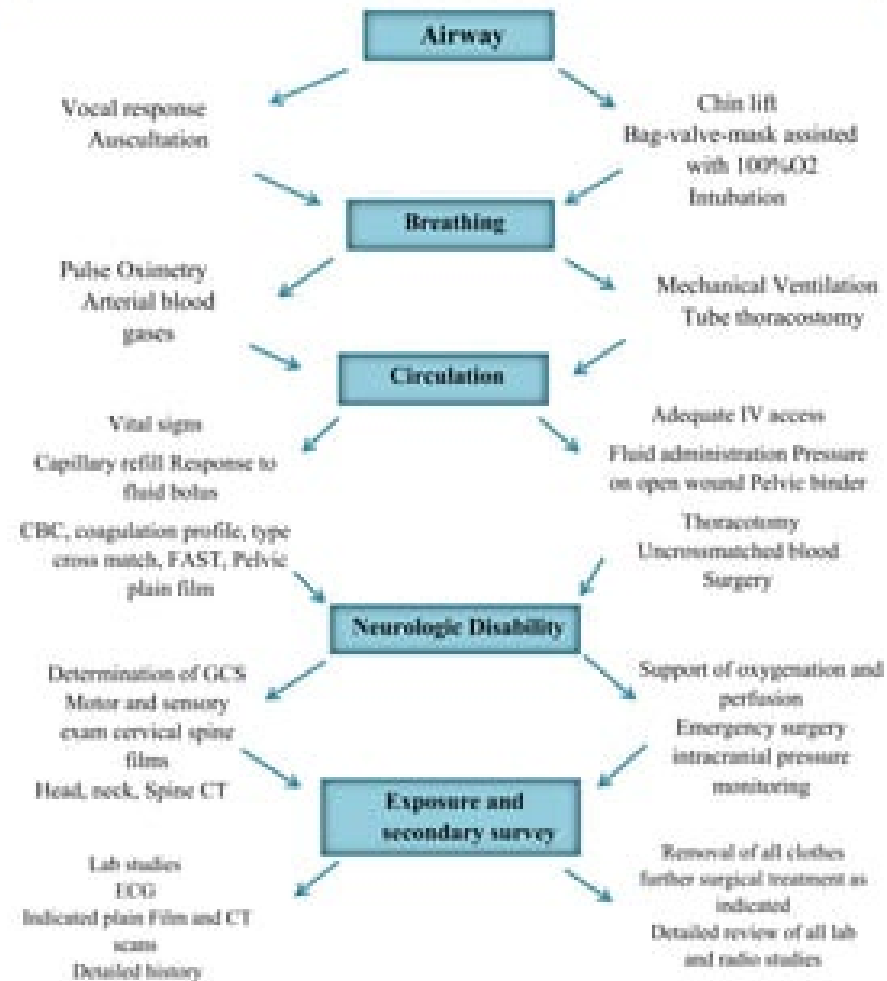 Airway
Vocal response
Auscultation
Chin lift
Bag-valve-mask assisted
with 100%O2
Intubation
Breathing
Pulse Oximetry
Arterial blood
gases
Mechanical Ventilation
Tube thoracostomy
Circulation
Vital signs
Capillary refill Response to
fluid bolus
CBC, coagulation profile, type
cross match, FAST, Pelvic
plain film
Adequate IV access
Fluid administration Pressure
on open wound Pelvic binder
Thoracotomy
Uncrossmatched blood
Surgery
Neurologic Disability
Determination of GCS
Motor and sensory
exam cervical spine
films
Head, neck, Spine CT
Support of oxygenation and
perfusion
Emergency surgery
intracranial pressure
monitoring
Exposure and
secondary survey
Lab studies
ECG
Indicated plain Film and CT
scans
Detailed history
Removal of all clothes
further surgical treatment as
indicated
Detailed review of all lab
and radio studies